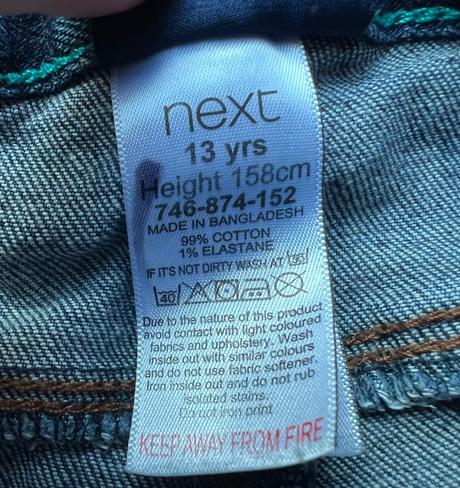 next
13 yrs
Height 158cm
746-874-152
MADE IN BANGLADESH
99% COTTON
1% ELASTANE
IF IT'S NOT DIRTY WASH AT 30
40
Due to the nature of this product
avoid contact with light coloured
fabrics and upholstery. Wash
inside out with similar colours
and do not use fabric softener.
Iron inside out and do not rub
isolated stains.
Do not iron print
KEEP AWAY FROM FIRE